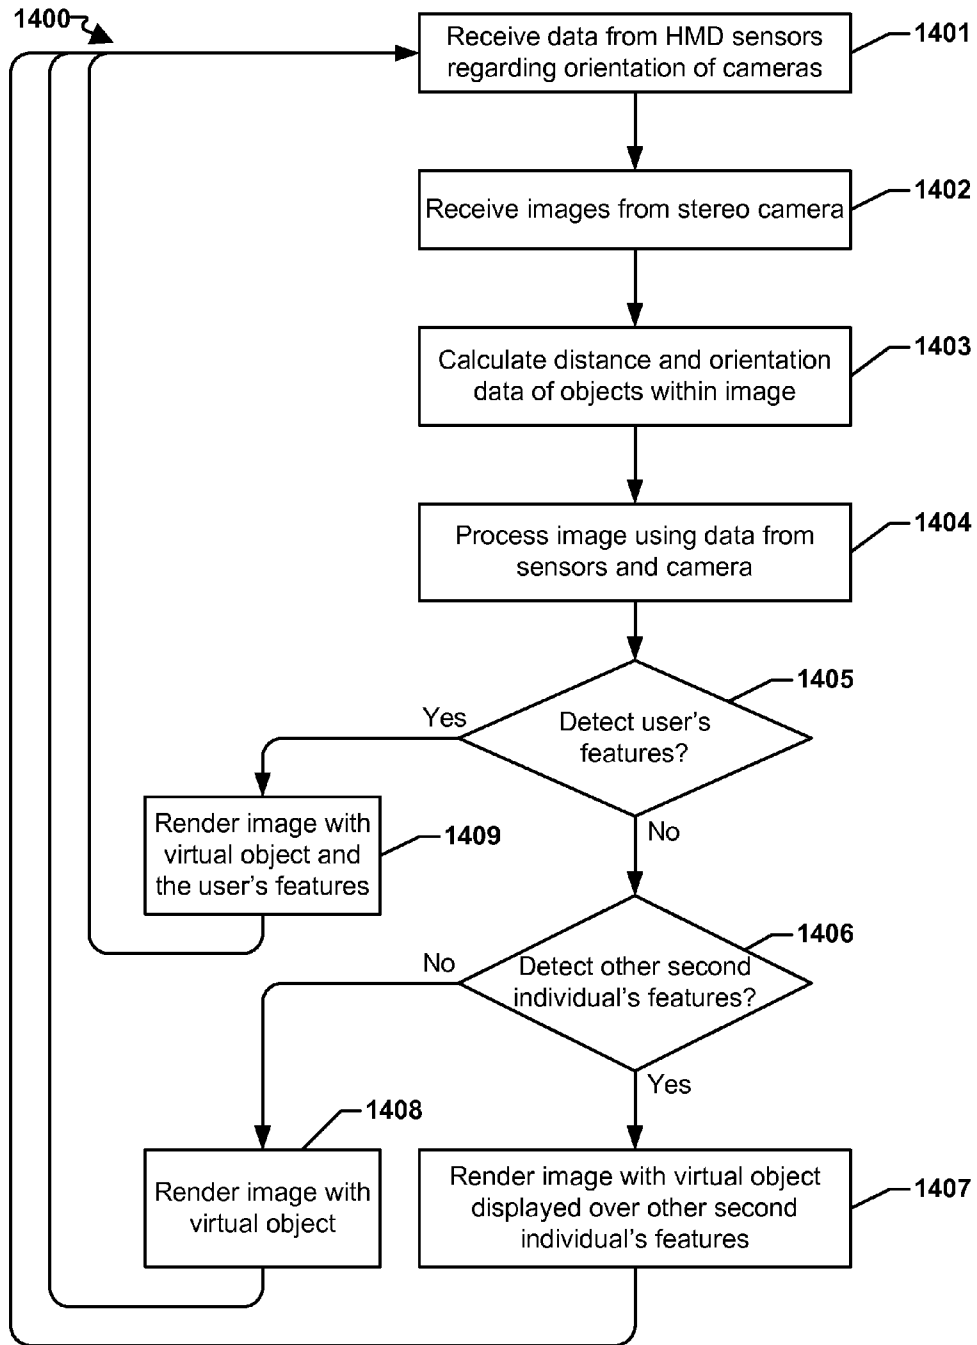 1400
Receive data from HMD sensors
regarding orientation of cameras
1401
Receive images from stereo camera
1402
Calculate distance and orientation
data of objects within image
1403
Process image using data from
sensors and camera
1404
Detect user's
features?
1405
Yes
No
Render image with
virtual object and
the user's features
1409
Detect other second
individual's features?
1406
No
Yes
Render image with
virtual object
1408
Render image with virtual object
displayed over other second
individual's features
1407